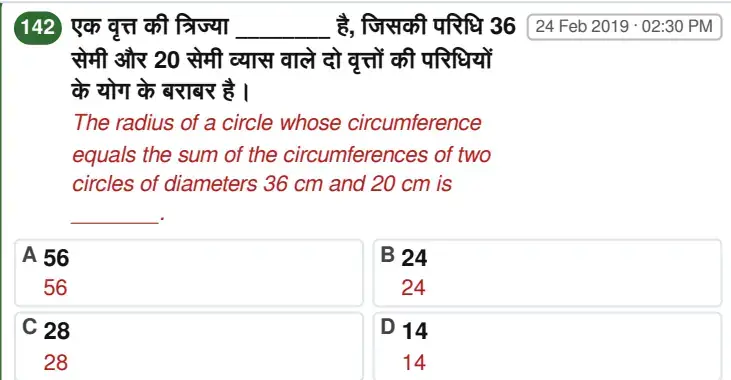 142 एक वृत्त की त्रिज्या ________ है, जिसकी परिधि 36 24 Feb 2019 · 02:30 PM
सेमी और 20 सेमी व्यास वाले दो वृत्तों की परिधियों
के योग के बराबर है।
The radius of a circle whose circumference
equals the sum of the circumferences of two
circles of diameters 36 cm and 20 cm is
________.
A 56
56
B 24
24
C 28
28
D 14
14